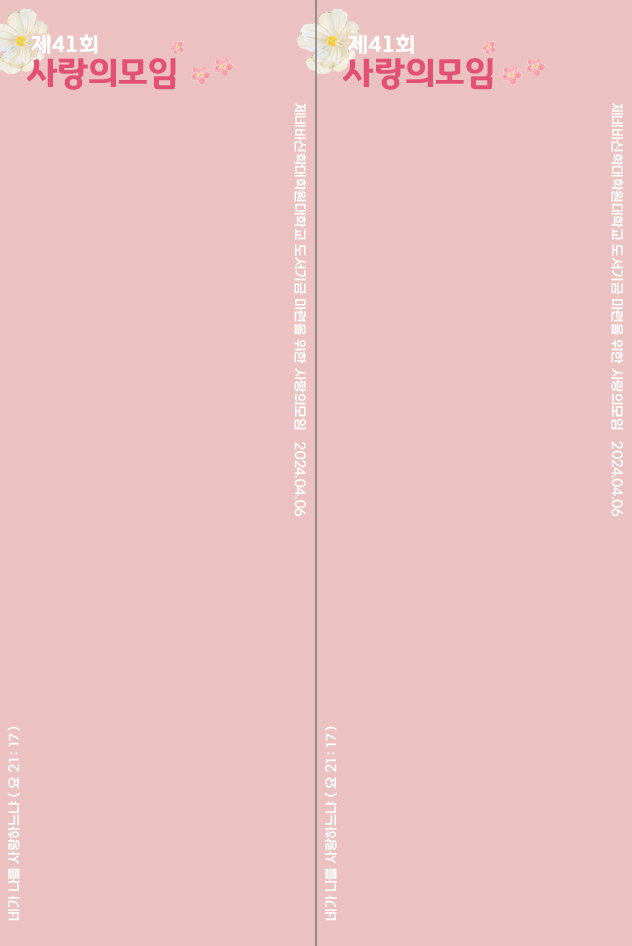 제41회
사랑의모임
제네바신학대학원대학교 도서기금 마련을 위한 사랑의모임 2024.04.06
네가 나를 사랑하느냐 ( 요 21 : 17 )
제41회
사랑의모임
제네바신학대학원대학교 도서기금 마련을 위한 사랑의모임 2024.04.06
네가 나를 사랑하느냐 ( 요 21 : 17 )